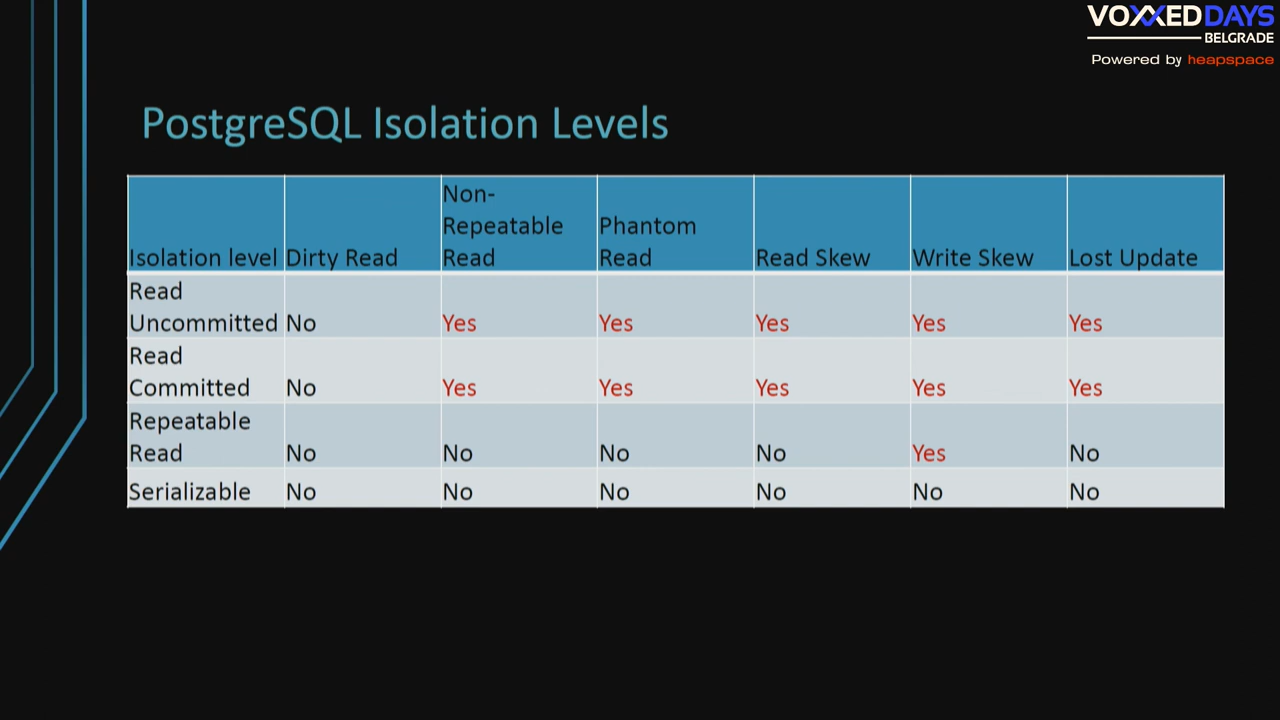 VOXXEDDAYS
BELGRADE
Powered by heapspace
PostgreSQL Isolation Levels
Isolation level Dirty Read Non-Repeatable Read Phantom Read Read Skew Write Skew Lost Update
Read Uncommitted No Yes Yes Yes Yes Yes
Read Committed No Yes Yes Yes Yes Yes
Repeatable Read No No No No Yes No
Serializable No No No No No No